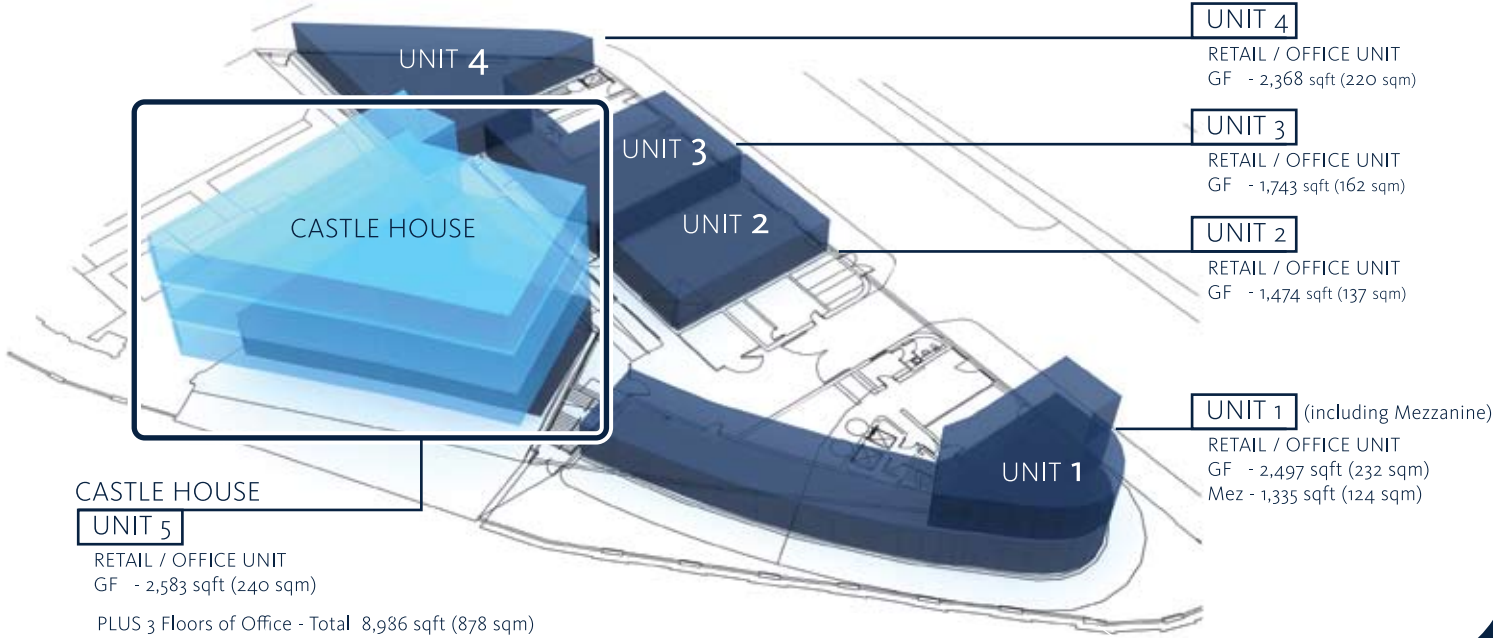 UNIT 4
UNIT 3
UNIT 2
CASTLE HOUSE
UNIT 1
UNIT 4
RETAIL / OFFICE UNIT
GF - 2,368 sqft (220 sqm)
UNIT 3
RETAIL / OFFICE UNIT
GF - 1,743 sqft (162 sqm)
UNIT 2
RETAIL / OFFICE UNIT
GF - 1,474 sqft (137 sqm)
UNIT 1 (including Mezzanine)
RETAIL / OFFICE UNIT
GF - 2,497 sqft (232 sqm)
Mez - 1,335 sqft (124 sqm)
CASTLE HOUSE
UNIT 5
RETAIL / OFFICE UNIT
GF - 2,583 sqft (240 sqm)
PLUS 3 Floors of Office - Total 8,986 sqft (878 sqm)